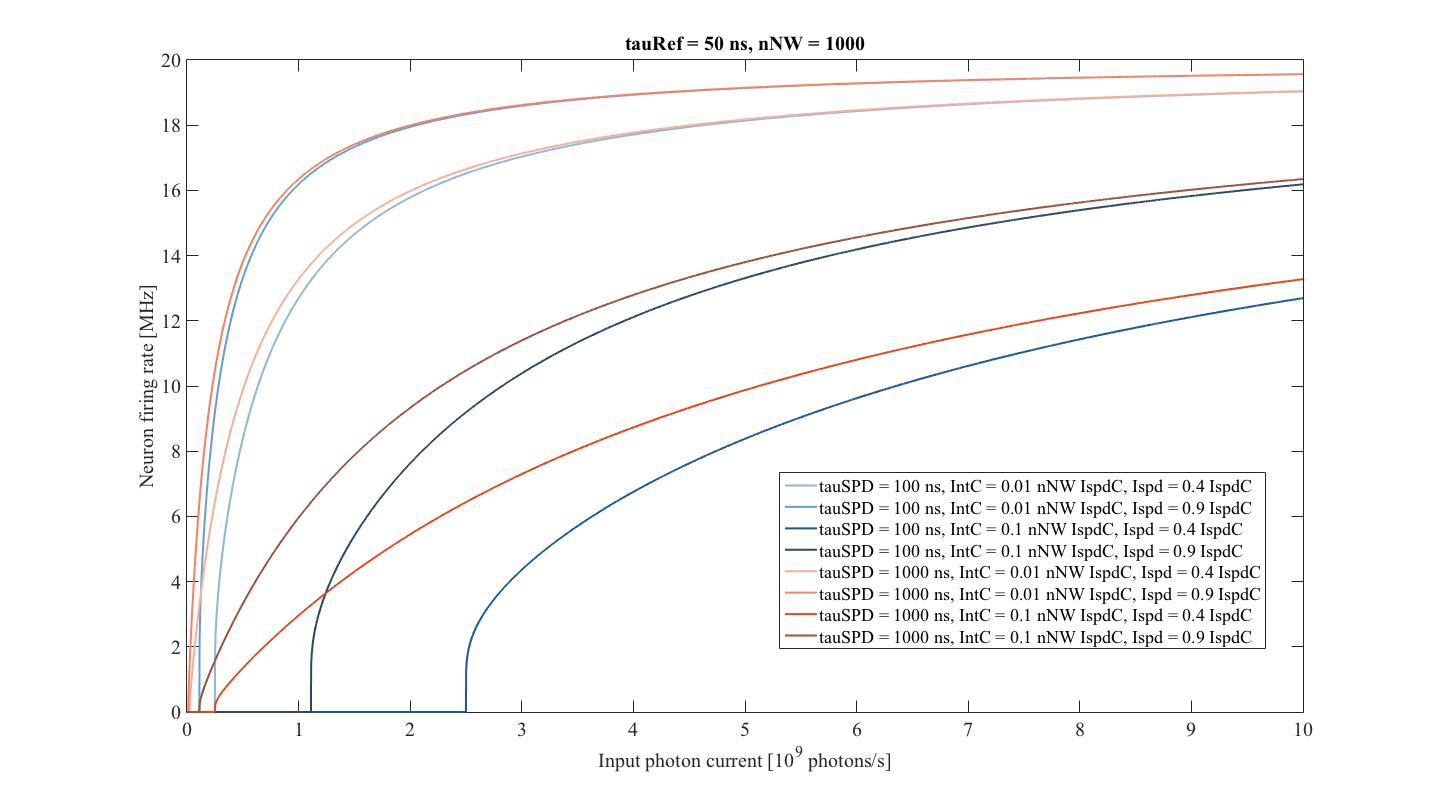 tauRef = 50 ns, nNW = 1000
20
18
16
14
12
10
8
6
4
2
0
Neuron firing rate [MHz]
tauSPD = 100 ns, IntC = 0.01 nNW IspdC, Ispd = 0.4 IspdC
tauSPD = 100 ns, IntC = 0.01 nNW IspdC, Ispd = 0.9 IspdC
tauSPD = 100 ns, IntC = 0.1 nNW IspdC, Ispd = 0.4 IspdC
tauSPD = 100 ns, IntC = 0.1 nNW IspdC, Ispd = 0.9 IspdC
tauSPD = 1000 ns, IntC = 0.01 nNW IspdC, Ispd = 0.4 IspdC
tauSPD = 1000 ns, IntC = 0.01 nNW IspdC, Ispd = 0.9 IspdC
tauSPD = 1000 ns, IntC = 0.1 nNW IspdC, Ispd = 0.4 IspdC
tauSPD = 1000 ns, IntC = 0.1 nNW IspdC, Ispd = 0.9 IspdC
0 1 2 3 4 5 6 7 8 9 10
Input photon current [10^9 photons/s]